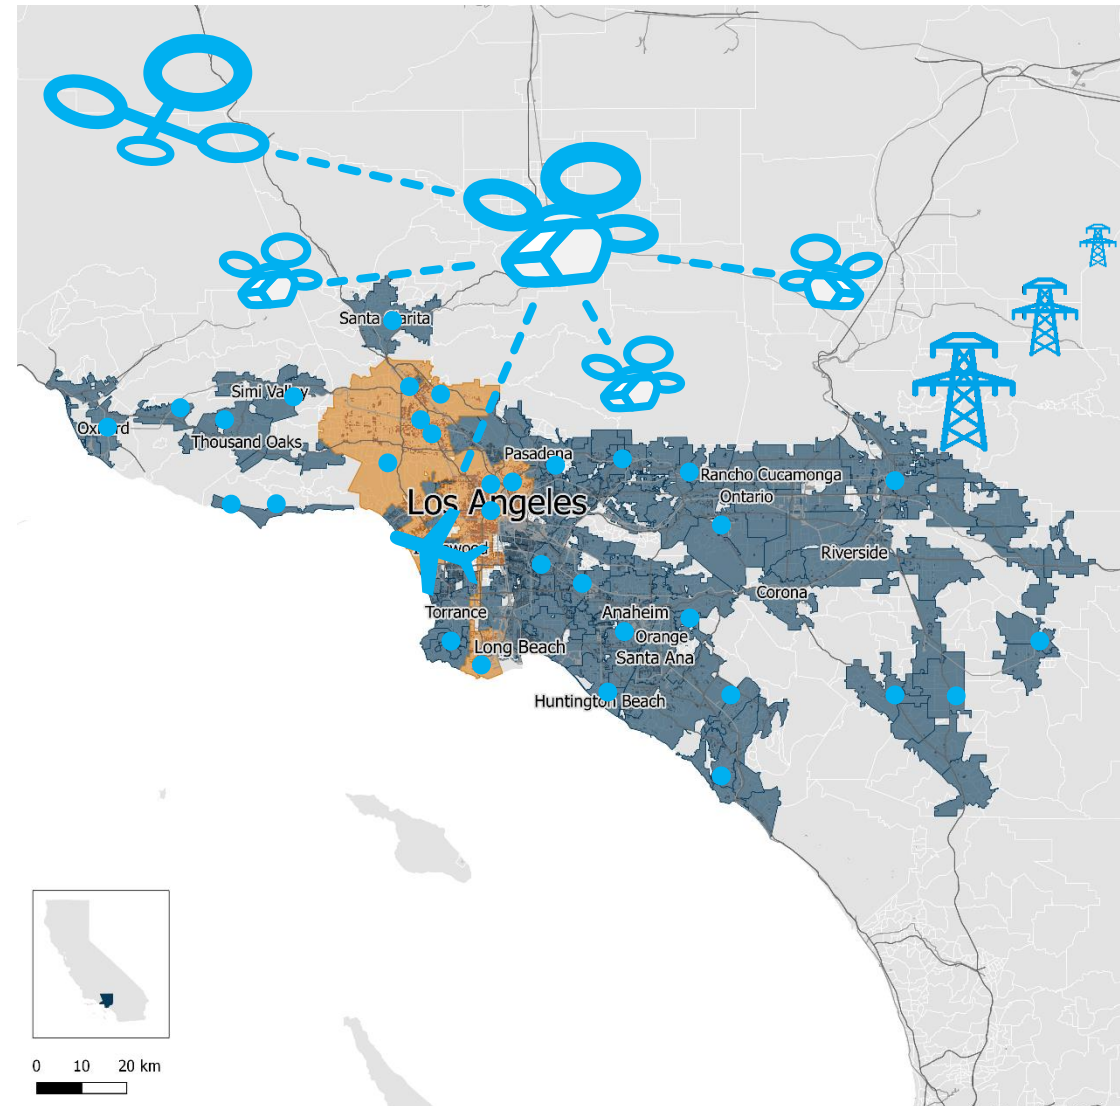 Santa Clarita
Simi Valley
Oxnard
Thousand Oaks
Pasadena
Rancho Cucamonga
Ontario
Los Angeles
Riverside
Corona
Torrance
Anaheim
Orange
Long Beach
Santa Ana
Huntington Beach
0 10 20 km